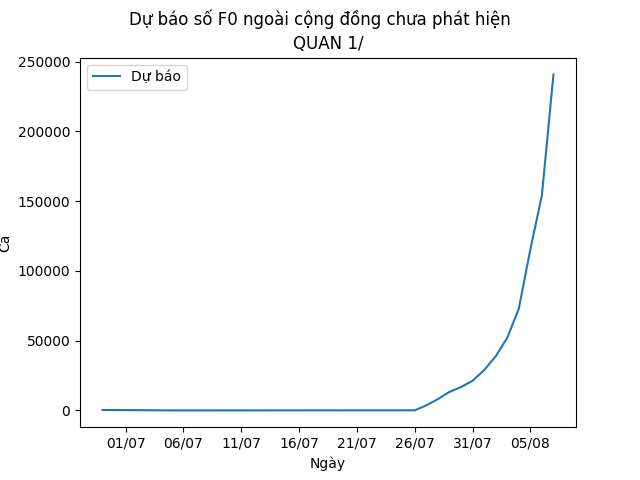 Dự báo số F0 ngoài cộng đồng chưa phát hiện
QUAN 1/
250000
Dự báo
200000
150000
100000
50000
0
Ca
01/07 06/07 11/07 16/07 21/07 26/07 31/07 05/08
Ngày